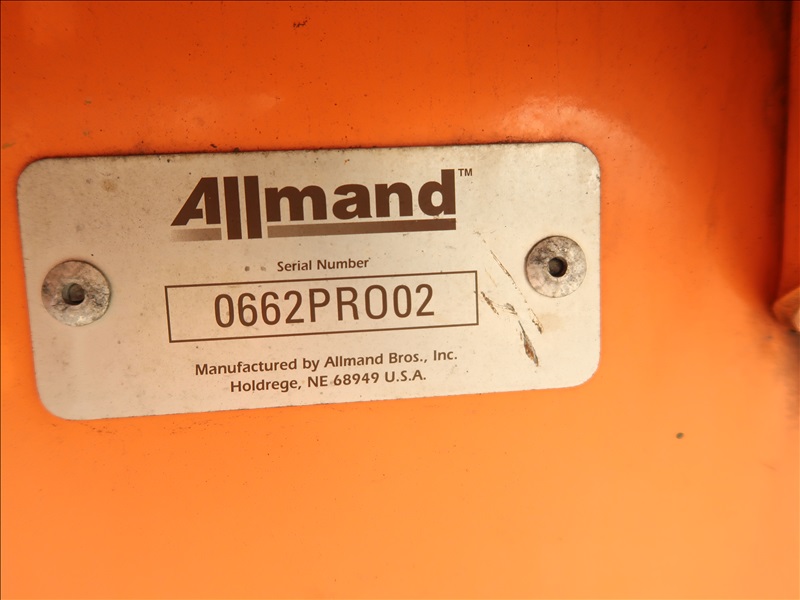 Allmand™
Serial Number
0662PRO02
Manufactured by Allmand Bros., Inc.
Holdrege, NE 68949 U.S.A.